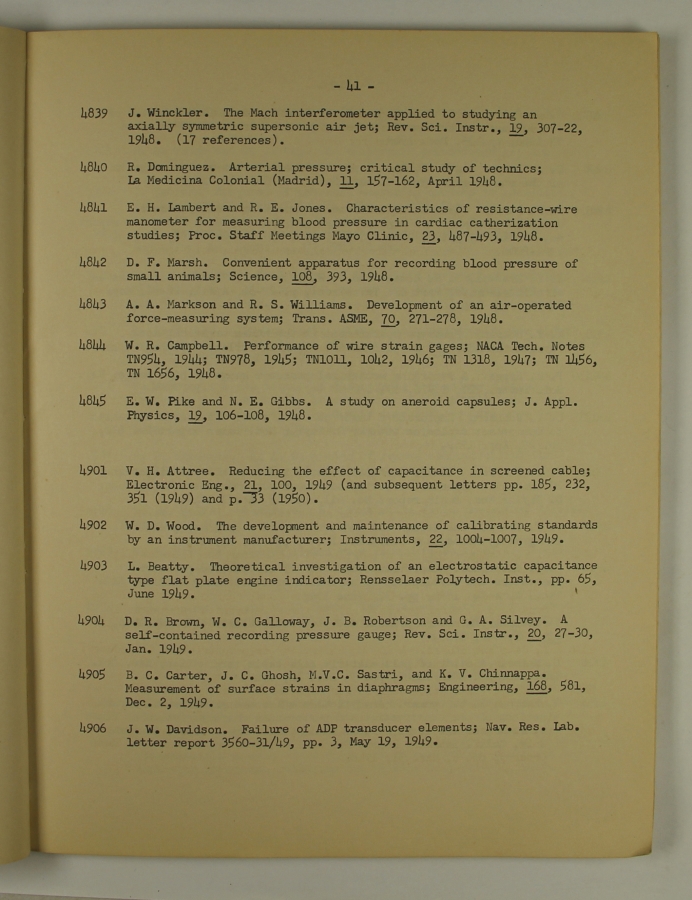 - 41 -
4839 J. Winckler. The Mach interferometer applied to studying an
axially symmetric supersonic air jet; Rev. Sci. Instr., 19, 307-22,
1948. (17 references).
4840 R. Dominguez. Arterial pressure; critical study of technics;
La Medicina Colonial (Madrid), 11, 157-162, April 1948.
4841 E. H. Lambert and R. E. Jones. Characteristics of resistance-wire
manometer for measuring blood pressure in cardiac catherization
studies; Proc. Staff Meetings Mayo Clinic, 23, 487-493, 1948.
4842 D. F. Marsh. Convenient apparatus for recording blood pressure of
small animals; Science, 108, 393, 1948.
4843 A. A. Markson and R. S. Williams. Development of an air-operated
force-measuring system; Trans. ASME, 70, 271-278, 1948.
4844 W. R. Campbell. Performance of wire strain gages; NACA Tech. Notes
TN954, 1944; TN978, 1945; TN1011, 1042, 1946; TN 1318, 1947; TN 1456,
TN 1656, 1948.
4845 E. W. Pike and N. E. Gibbs. A study on aneroid capsules; J. Appl.
Physics, 19, 106-108, 1948.
4901 V. H. Attree. Reducing the effect of capacitance in screened cable;
Electronic Eng., 21, 100, 1949 (and subsequent letters pp. 185, 232,
351 (1949) and p. 33 (1950).
4902 W. D. Wood. The development and maintenance of calibrating standards
by an instrument manufacturer; Instruments, 22, 1004-1007, 1949.
4903 L. Beatty. Theoretical investigation of an electrostatic capacitance
type flat plate engine indicator; Rensselaer Polytech. Inst., pp. 65,
June 1949.
4904 D. R. Brown, W. C. Galloway, J. B. Robertson and G. A. Silvey. A
self-contained recording pressure gauge; Rev. Sci. Instr., 20, 27-30,
Jan. 1949.
4905 B. C. Carter, J. C. Ghosh, M.V.C. Sastri, and K. V. Chinnappa.
Measurement of surface strains in diaphragms; Engineering, 168, 581,
Dec. 2, 1949.
4906 J. W. Davidson. Failure of ADP transducer elements; Nav. Res. Lab.
letter report 3560-31/49, pp. 3, May 19, 1949.